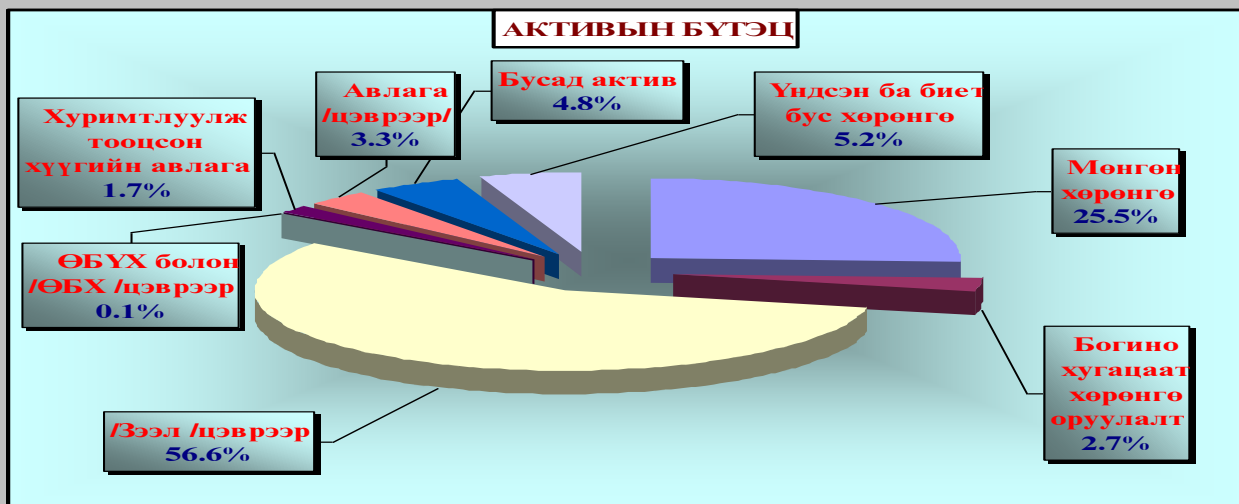 АКТИВЫН БҮТЭЦ
Бусад актив
4.8%
Авлага
/цэврээр/
3.3%
Үндсэн ба биет
бус хөрөнгө
5.2%
Хуримтлуулж
тооцсон
хүүгийн авлага
1.7%
Мөнгөн
хөрөнгө
25.5%
ӨБҮХ болон
/ӨБХ /цэврээр
0.1%
Богино
хугацаат
хөрөнгө
оруулалт
2.7%
/Зээл /цэврээр
56.6%